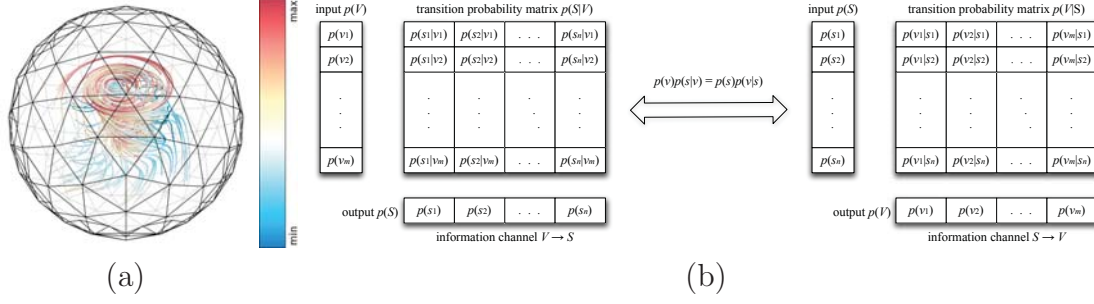 max
min
(a)
input p(V)
p(v1)
p(v2)
.
.
.
p(vm)
transition probability matrix p(S|V)
p(s1|v1) p(s2|v1) . . . p(sn|v1)
p(s1|v2) p(s2|v2) . . . p(sn|v2)
. . . .
. . . .
. . . .
p(s1|vm) p(s2|vm) . . . p(sn|vm)
output p(S) p(s1) p(s2) . . . p(sn)
information channel V → S
p(v)p(s|v) = p(s)p(v|s)
input p(S)
p(s1)
p(s2)
.
.
.
p(sn)
transition probability matrix p(V|S)
p(v1|s1) p(v2|s1) . . . p(vm|s1)
p(v1|s2) p(v2|s2) . . . p(vm|s2)
. . . .
. . . .
. . . .
p(v1|sn) p(v2|sn) . . . p(vm|sn)
output p(V) p(v1) p(v2) . . . p(vm)
information channel S → V
(b)